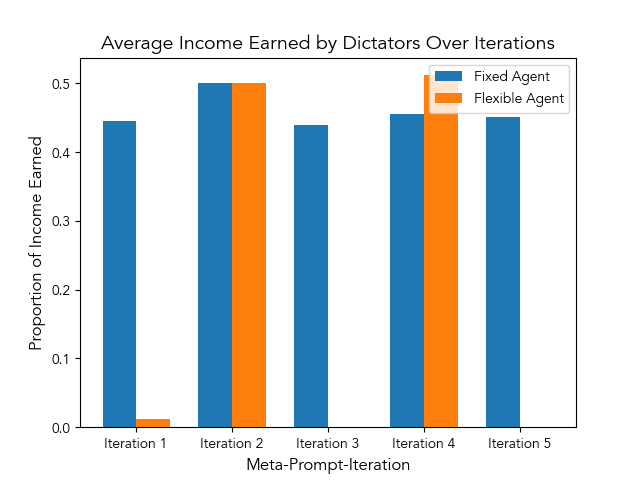 Average Income Earned by Dictators Over Iterations
Fixed Agent
Flexible Agent
Proportion of Income Earned
0.5
0.4
0.3
0.2
0.1
0.0
Iteration 1 Iteration 2 Iteration 3 Iteration 4 Iteration 5
Meta-Prompt-Iteration